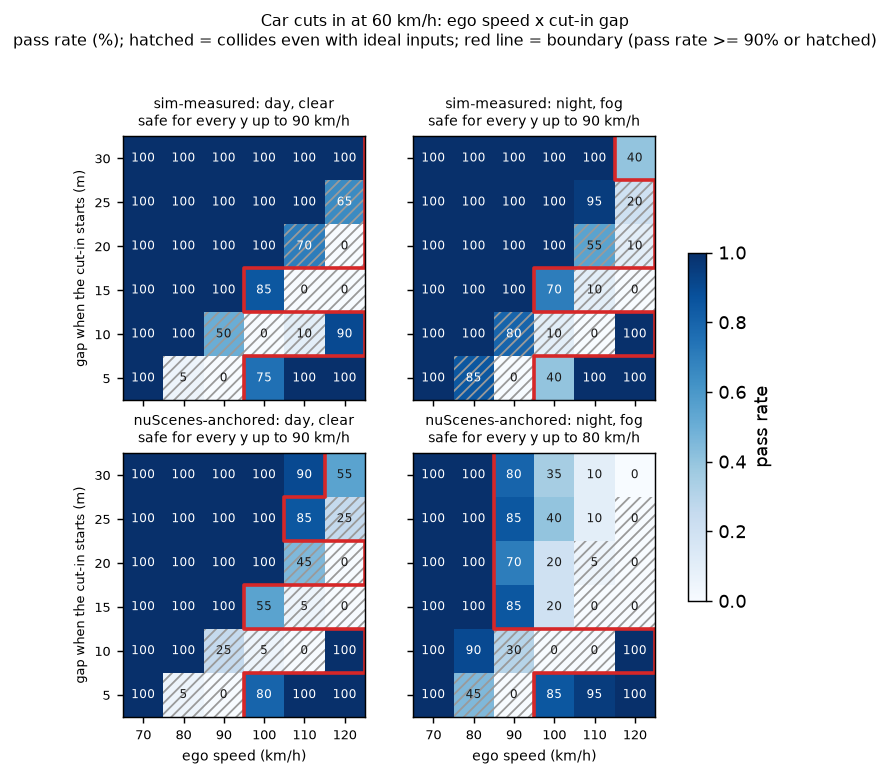 Car cuts in at 60 km/h: ego speed x cut-in gap
pass rate (%); hatched = collides even with ideal inputs; red line = boundary (pass rate >= 90% or hatched)
sim-measured: day, clear
safe for every y up to 90 km/h
gap when the cut-in starts (m)
30 100 100 100 100 100 100
25 100 100 100 100 100 65
20 100 100 100 100 70 0
15 100 100 100 85 0 0
10 100 100 50 0 10 90
5 100 5 0 75 100 100
sim-measured: night, fog
safe for every y up to 90 km/h
100 100 100 100 100 40
100 100 100 100 95 20
100 100 100 100 55 10
100 100 100 70 10 0
100 100 80 10 0 100
100 85 0 40 100 100
nuScenes-anchored: day, clear
safe for every y up to 90 km/h
gap when the cut-in starts (m)
30 100 100 100 100 90 55
25 100 100 100 100 85 25
20 100 100 100 100 45 0
15 100 100 100 55 5 0
10 100 100 25 5 0 100
5 100 5 0 80 100 100
70 80 90 100 110 120
ego speed (km/h)
nuScenes-anchored: night, fog
safe for every y up to 80 km/h
100 100 80 35 10 0
100 100 85 40 10 0
100 100 70 20 5 0
100 100 85 20 0 0
100 90 30 0 0 100
100 45 0 85 95 100
70 80 90 100 110 120
ego speed (km/h)
1.0
0.8
0.6
0.4
0.2
0.0
pass rate